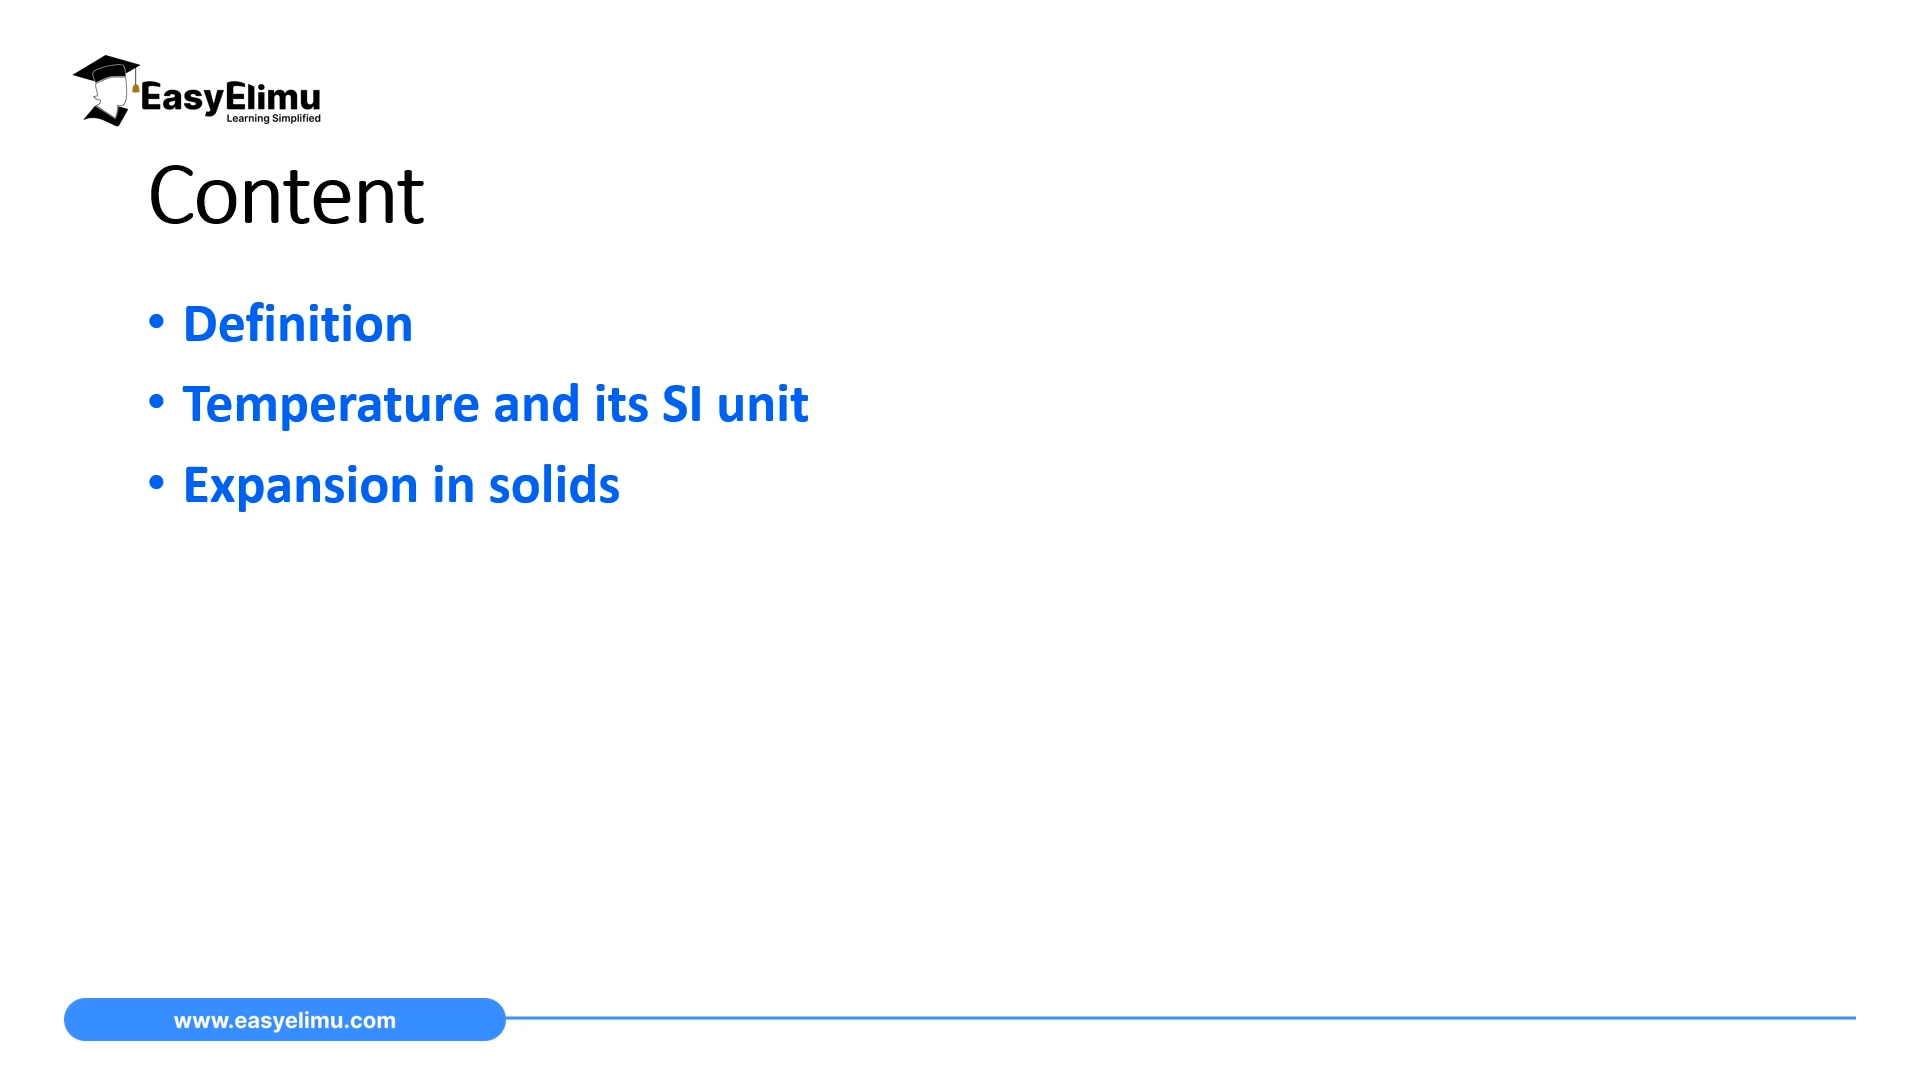 EasyElimu
Learning Simplified
Content
• Definition
• Temperature and its SI unit
• Expansion in solids
www.easyelimu.com